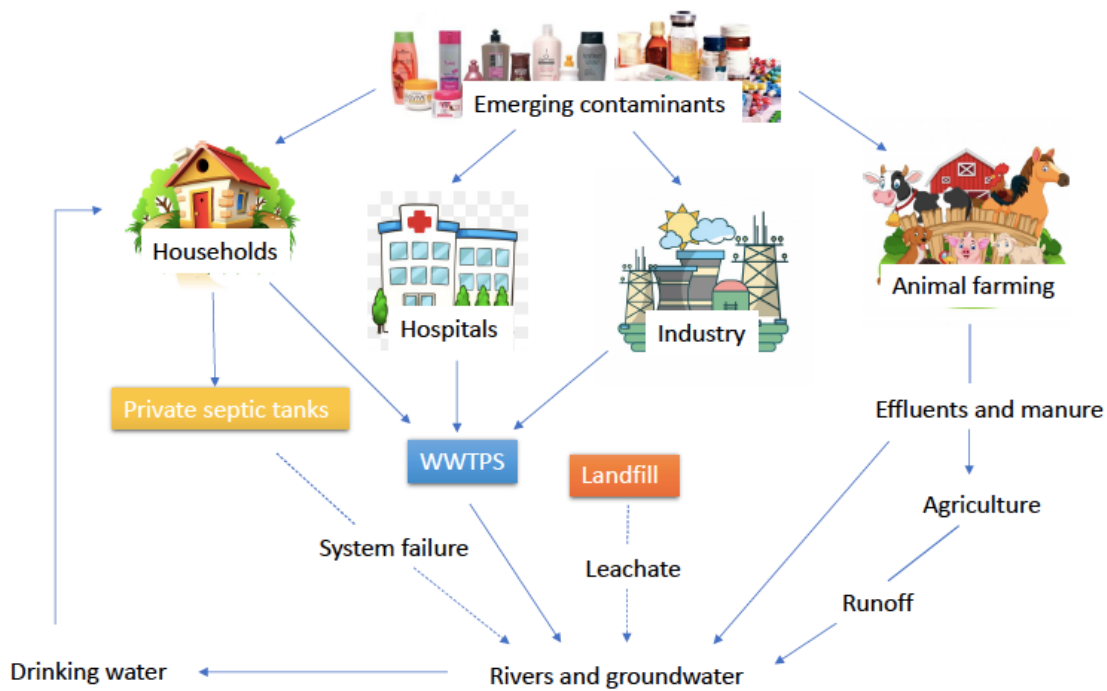 Emerging contaminants
Households
Hospitals
Industry
Animal farming
Private septic tanks
Effluents and manure
WWTPS
Landfill
Agriculture
System failure
Leachate
Runoff
Drinking water
Rivers and groundwater